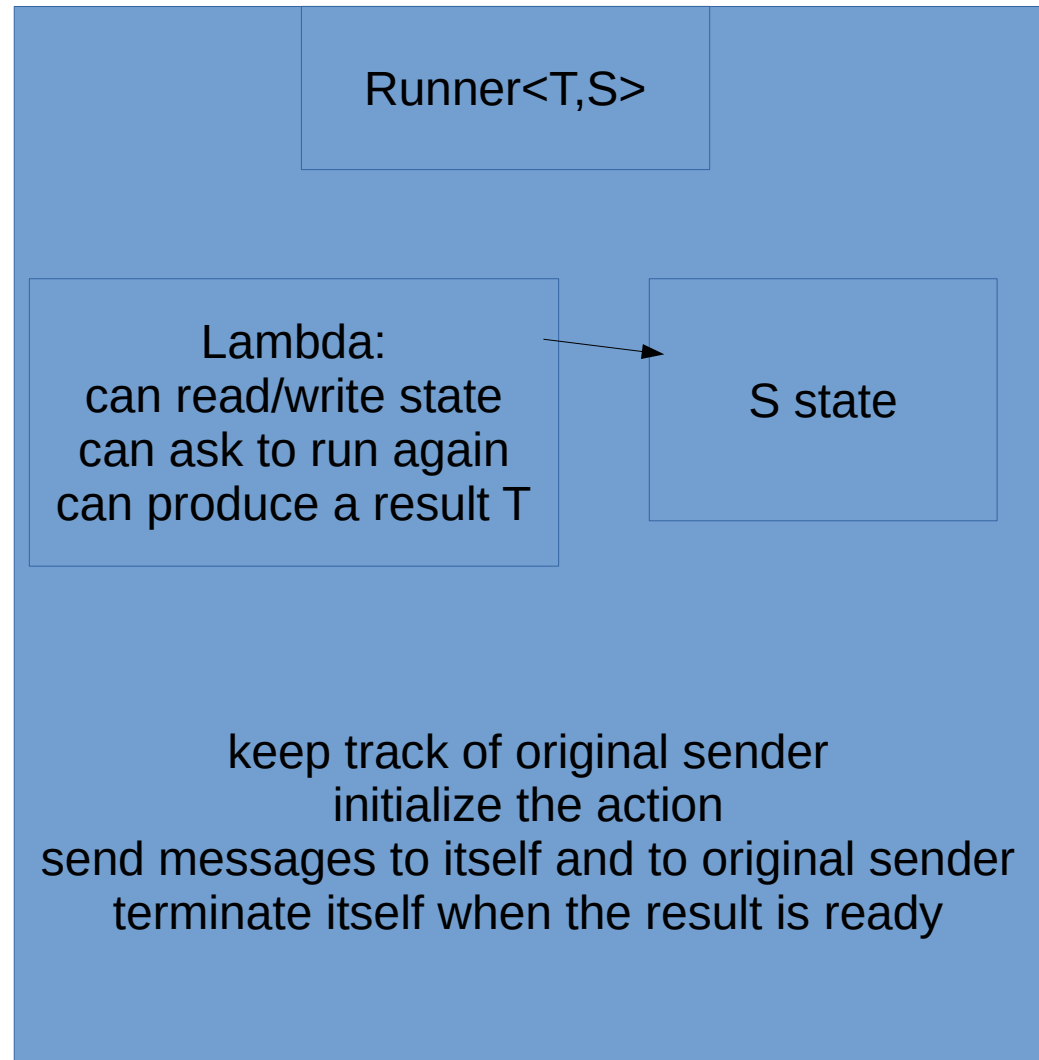 Runner<T,S>
Lambda:
can read/write state
can ask to run again
can produce a result T
S state
keep track of original sender
initialize the action
send messages to itself and to original sender
terminate itself when the result is ready